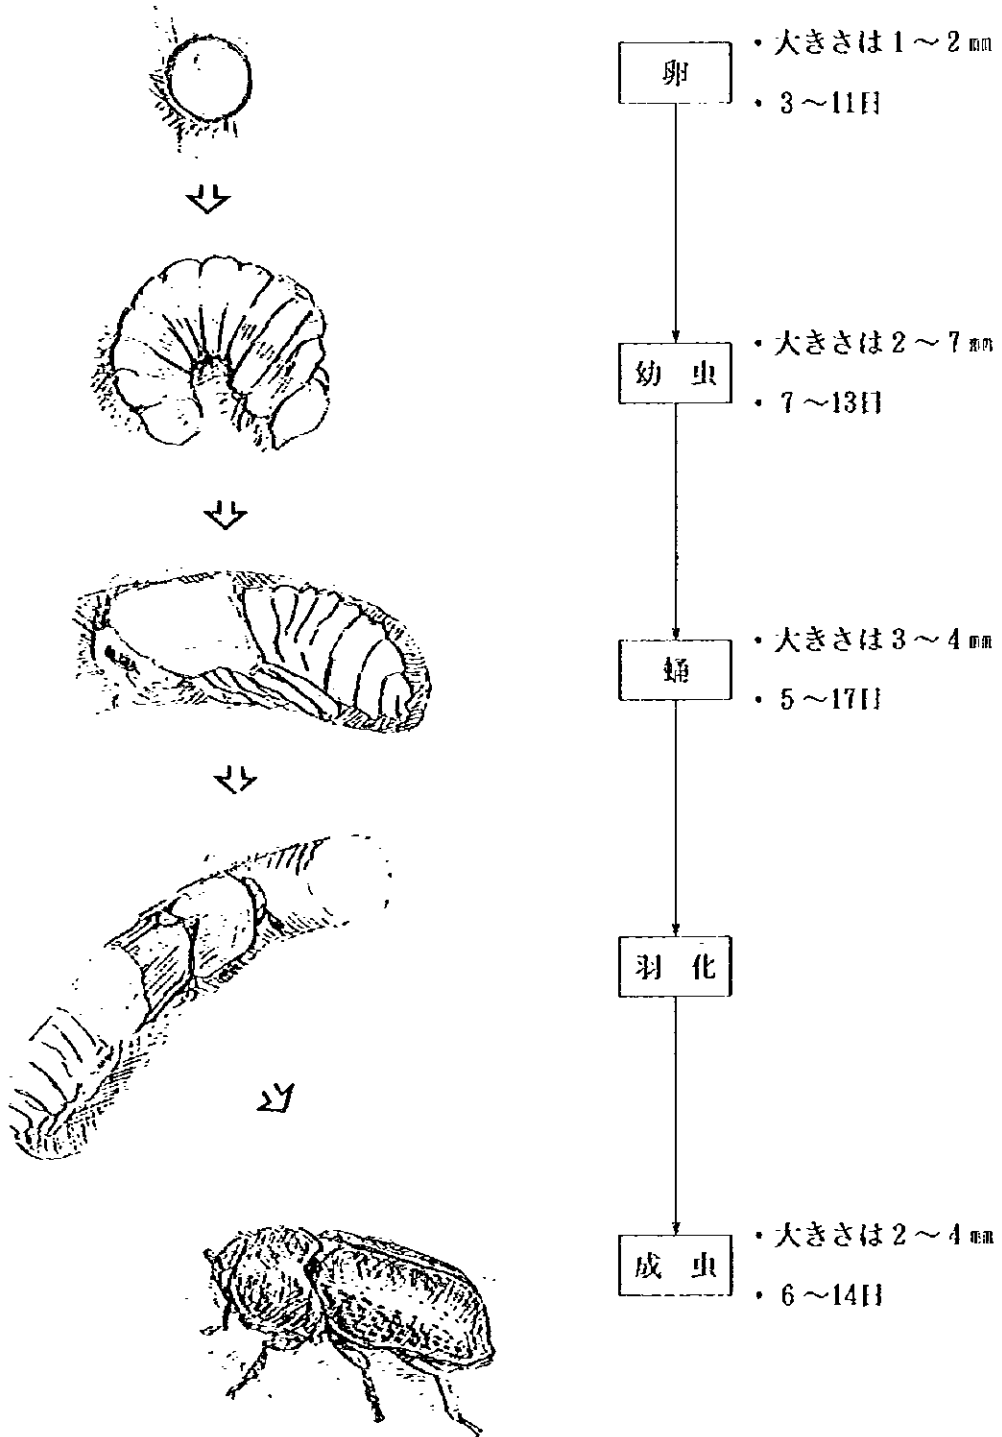 卵
・大きさは1～2㎜
・3～11日
幼虫
・大きさは2～7㎜
・7～13日
蛹
・大きさは3～4㎜
・5～17日
羽化
成虫
・大きさは2～4㎜
・6～14日